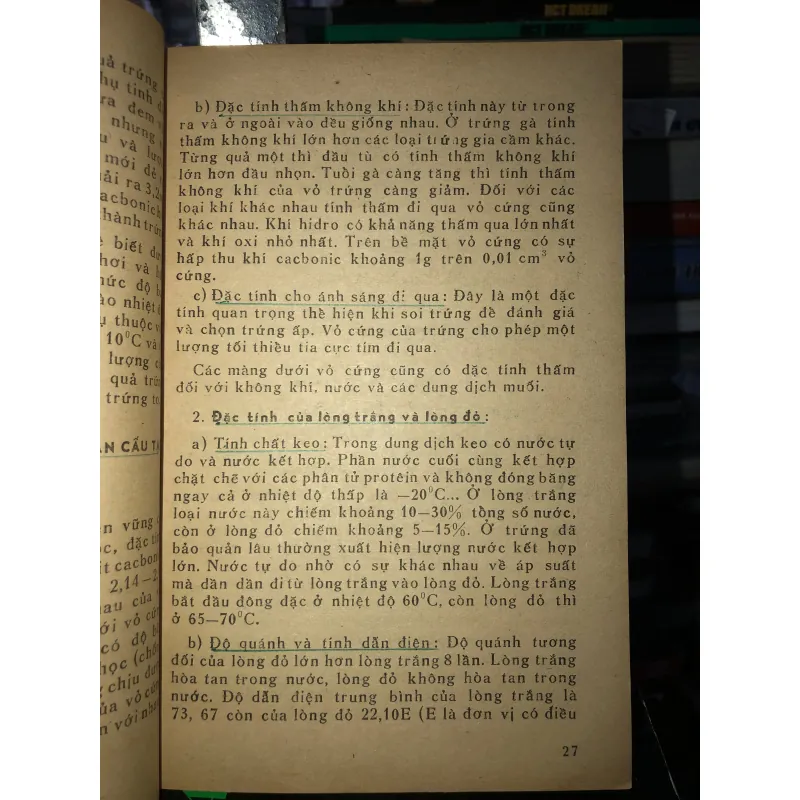 b) Đặc tính thấm không khí : Đặc tính này từ trong
ra và ở ngoài vào đều giống nhau. Ở trứng gà tính
thấm không khí lớn hơn các loại trứng gia cầm khác.
Từng quả một thì đầu tù có tính thấm không khí
lớn hơn đầu nhọn. Tuổi gà càng tăng thì tính thấm
không khí của vỏ trứng càng giảm. Đối với các
loại khí khác nhau tính thấm đi qua vỏ cứng cũng
khác nhau. Khi hidro có khả năng thấm qua lớn nhất
và khí oxi nhỏ nhất. Trên bề mặt vỏ cứng có sự
hấp thu khí cacbonic khoảng 1g trên 0,01 cm³ vỏ
cứng.
c) Đặc tính cho ánh sáng đi qua : Đây là một đặc
tính quan trọng thể hiện khi soi trứng để đánh giá
và chọn trứng ấp. Vỏ cứng của trứng cho phép một
lượng tối thiểu tia cực tím đi qua.
Các màng dưới vỏ cứng cũng có đặc tính thấm
đối với không khí, nước và các dung dịch muối.
2. Đặc tính của lòng trắng và lòng đỏ :
a) Tính chất keo : Trong dung dịch keo có nước tự
do và nước kết hợp. Phần nước cuối cùng kết hợp
chặt chẽ với các phân tử protêin và không đóng băng
ngay cả ở nhiệt độ thấp là —20°C... Ở lòng trắng
loại nước này chiếm khoảng 10—30% tổng số nước,
còn ở lòng đỏ chiếm khoảng 5—15%. Ở trứng đã
bảo quản lâu thường xuất hiện lượng nước kết hợp
lớn. Nước tự do nhờ có sự khác nhau về áp suất
mà dần dần đi từ lòng trắng vào lòng đỏ. Lòng trắng
bắt đầu đông đặc ở nhiệt độ 60°C, còn lòng đỏ thì
ở 65—70°C.
b) Độ quánh và tính dẫn điện : Độ quánh tương
đối của lòng đỏ lớn hơn lòng trắng 8 lần. Lòng trắng
hòa tan trong nước, lòng đỏ không hòa tan trong
nước. Độ dẫn điện trung bình của lòng trắng là
73, 67 còn của lòng đỏ 22,10E (E là đơn vị có điều
27